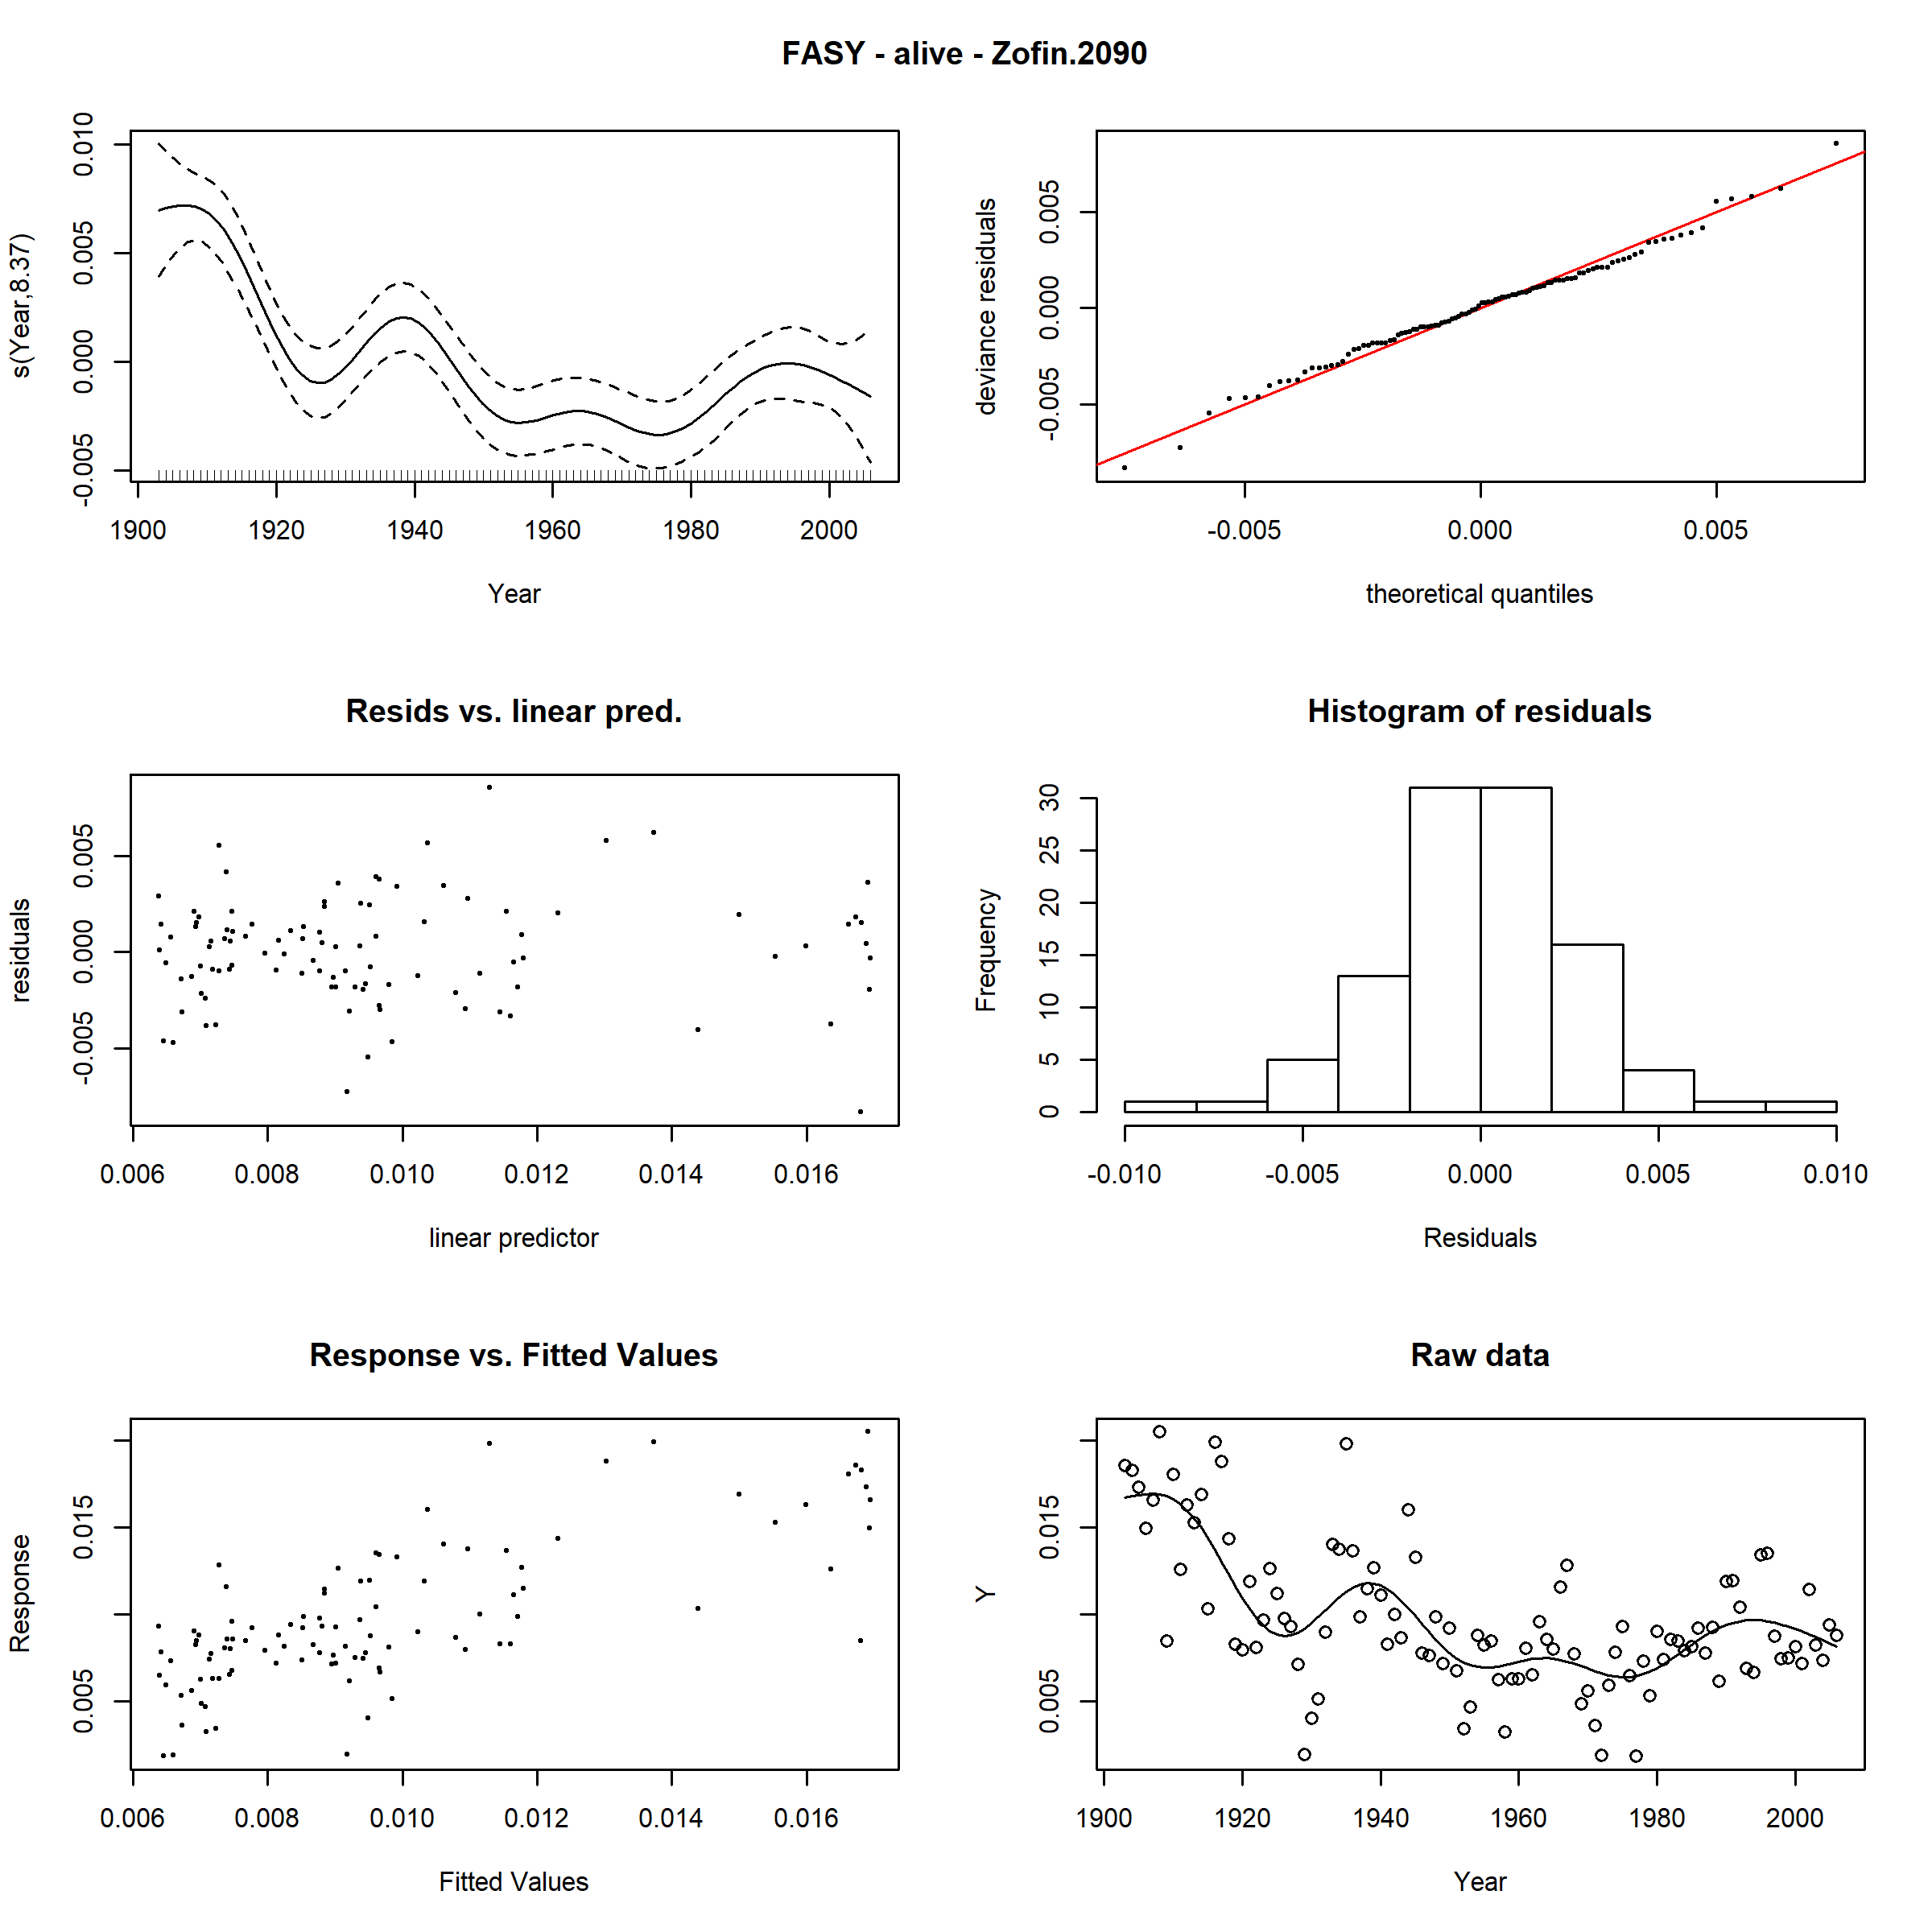 FASY - alive - Zofin.2090
s(Year,8.37)
-0.005 0.000 0.005 0.010
1900 1920 1940 1960 1980 2000
Year
deviance residuals
-0.005 0.000 0.005
-0.005 0.000 0.005
theoretical quantiles
Resids vs. linear pred.
residuals
-0.005 0.000 0.005
0.006 0.008 0.010 0.012 0.014 0.016
linear predictor
Histogram of residuals
Frequency
0 5 10 15 20 25 30
-0.010 -0.005 0.000 0.005 0.010
Residuals
Response vs. Fitted Values
Response
0.005 0.015
0.006 0.008 0.010 0.012 0.014 0.016
Fitted Values
Raw data
Y
0.005 0.015
1900 1920 1940 1960 1980 2000
Year